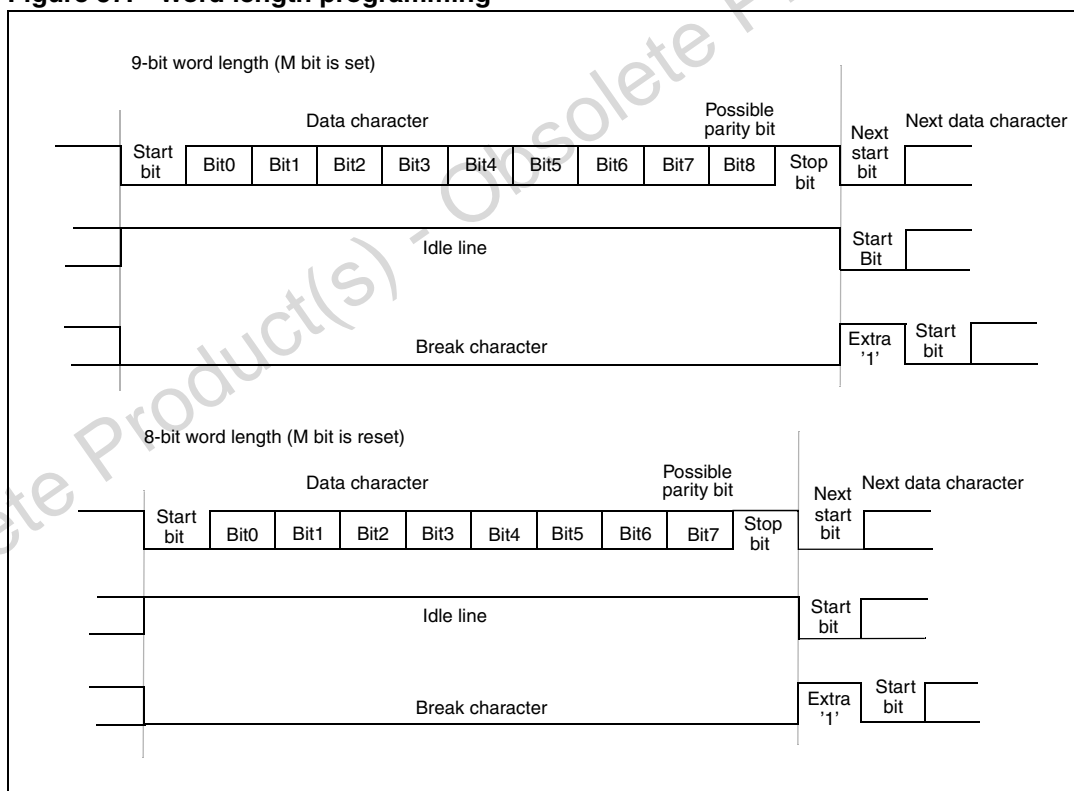 Figure 57. Word length programming
9-bit word length (M bit is set)
Data character
Possible
parity bit
Next data character
Start
bit
Bit0
Bit1
Bit2
Bit3
Bit4
Bit5
Bit6
Bit7
Bit8
Stop
bit
Next
start
bit
Idle line
Start
Bit
Break character
Extra
'1'
Start
bit
8-bit word length (M bit is reset)
Data character
Possible
parity bit
Next data character
Start
bit
Bit0
Bit1
Bit2
Bit3
Bit4
Bit5
Bit6
Bit7
Stop
bit
Next
start
bit
Idle line
Start
bit
Break character
Extra
'1'
Start
bit
Product(s) - Obsolete